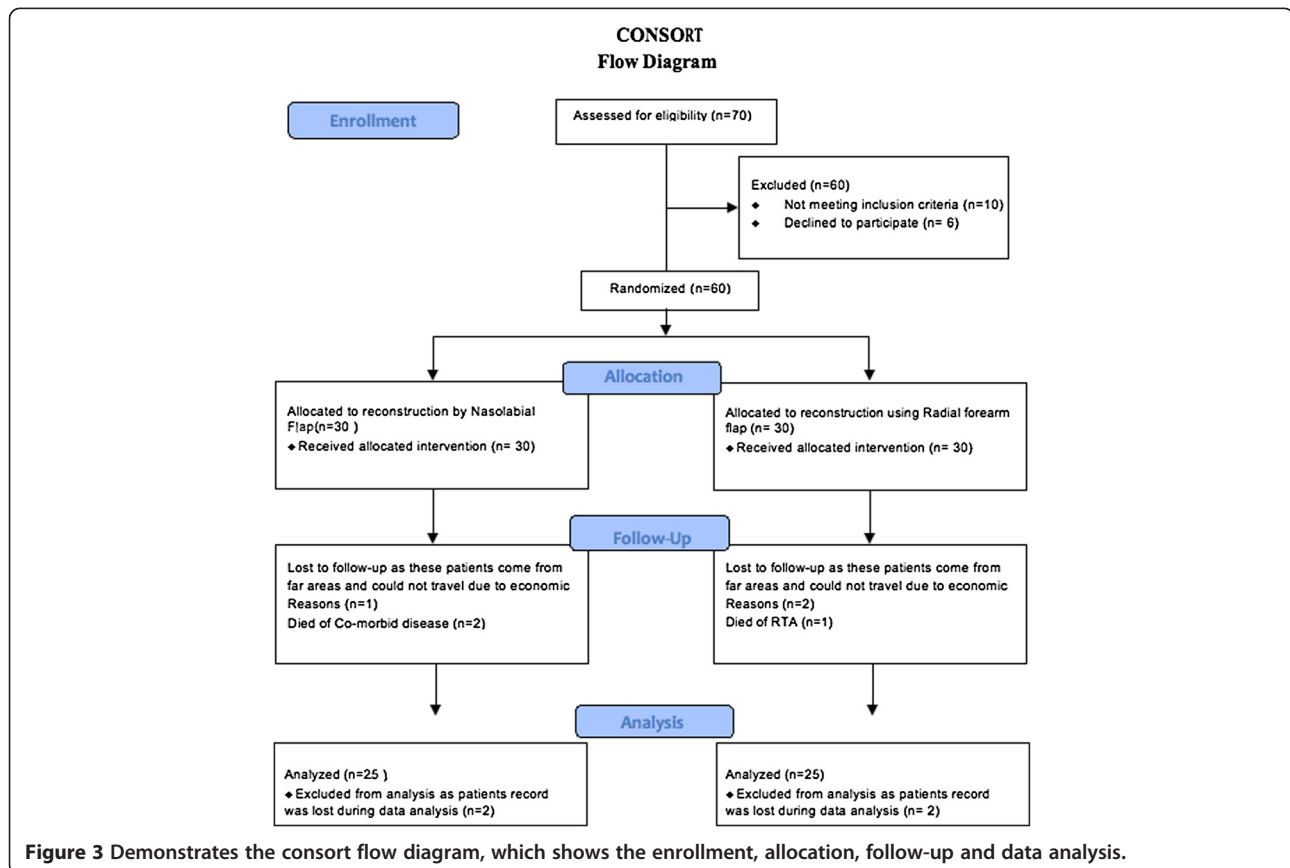 CONSORT
Flow Diagram
Enrollment
Assessed for eligibility (n=70)
Excluded (n=60)
◆ Not meeting inclusion criteria (n=10)
◆ Declined to participate (n= 6)
Randomized (n=60)
Allocation
Allocated to reconstruction by Nasolabial
Flap(n=30 )
◆ Received allocated intervention (n= 30)
Allocated to reconstruction using Radial forearm
flap (n= 30)
◆ Received allocated intervention (n= 30)
Follow-Up
Lost to follow-up as these patients come from
far areas and could not travel due to economic
Reasons (n=1)
Died of Co-morbid disease (n=2)
Lost to follow-up as these patients come from
far areas and could not travel due to economic
Reasons (n=2)
Died of RTA (n=1)
Analysis
Analyzed (n=25 )
◆ Excluded from analysis as patients record
was lost during data analysis (n=2)
Analyzed (n=25)
◆ Excluded from analysis as patients record
was lost during data analysis (n= 2)
Figure 3 Demonstrates the consort flow diagram, which shows the enrollment, allocation, follow-up and data analysis.